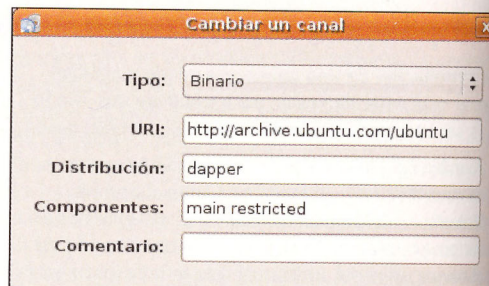 Cambiar un canal
Tipo: Binario
URI: http://archive.ubuntu.com/ubuntu
Distribución: dapper
Componentes: main restricted
Comentario: